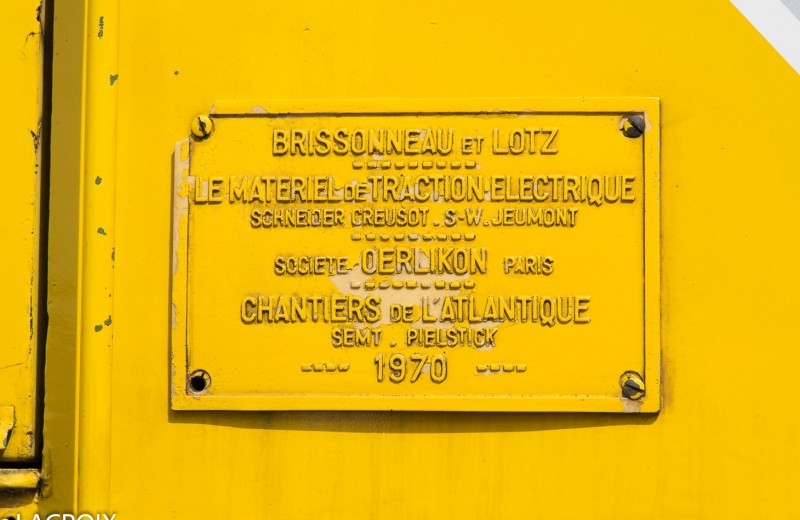 BRISSONNEAU ET LOTZ
LE MATERIEL DE TRACTION-ELECTRIQUE
SCHNEIDER CREUSOT. S-W. JEUMONT
SOCIETE OERLIKON PARIS
CHANTIERS DE L'ATLANTIQUE
SEMT. PIELSTICK
1970
LACROIX